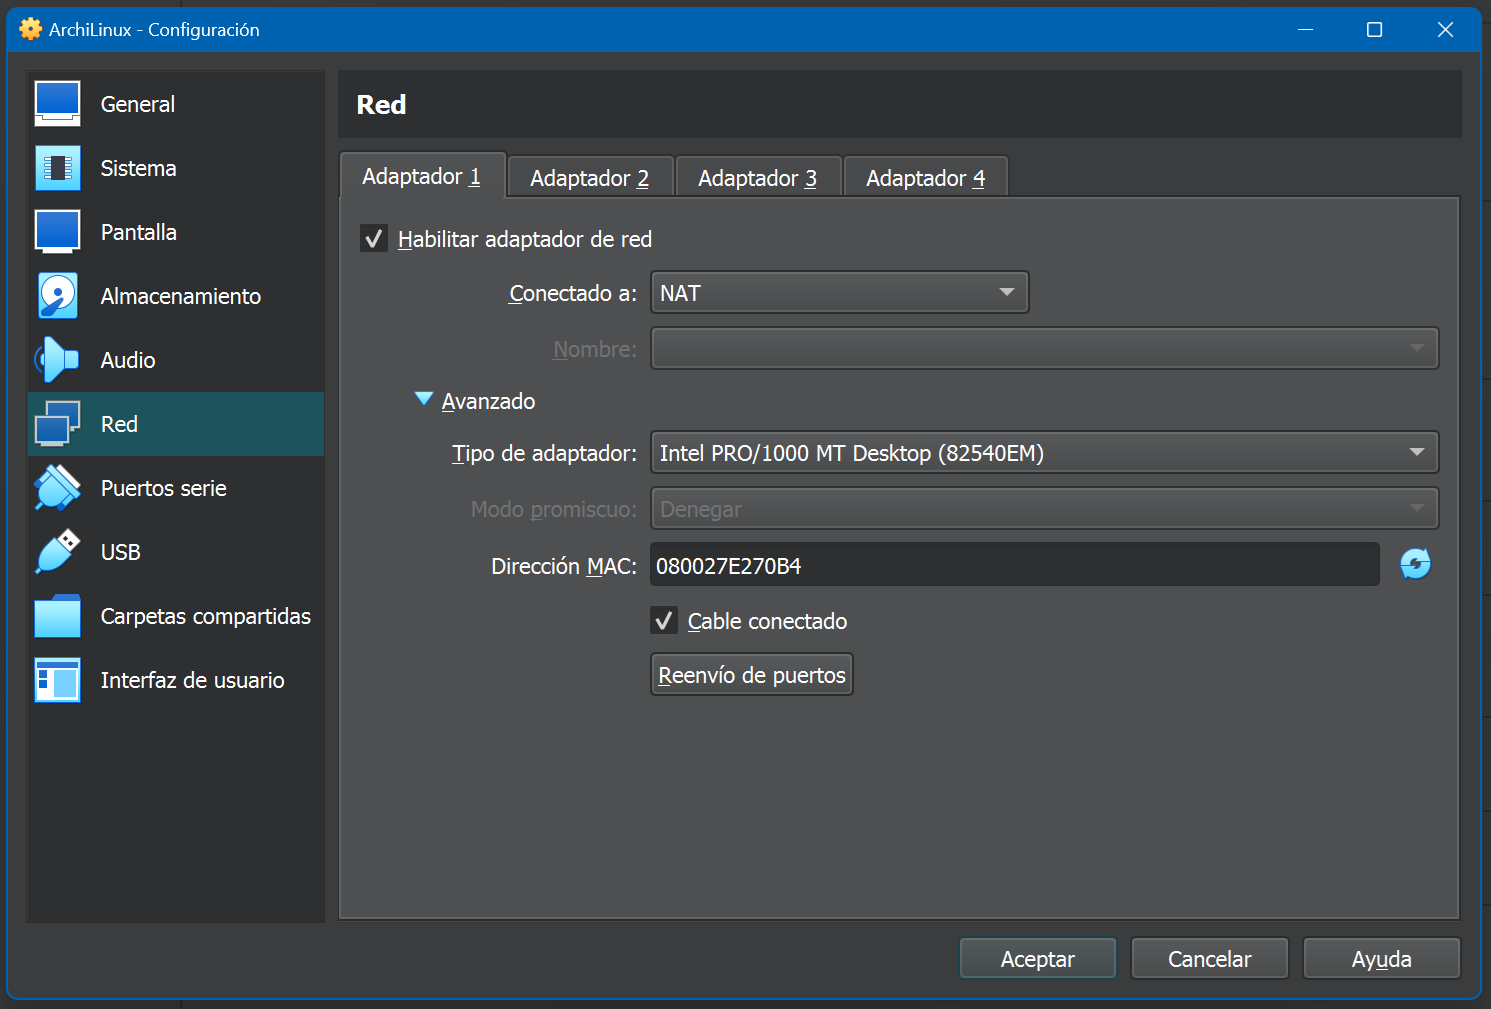 ArchiLinux - Configuración
General
Sistema
Pantalla
Almacenamiento
Audio
Red
Puertos serie
USB
Carpetas compartidas
Interfaz de usuario
Red
Adaptador 1
Adaptador 2
Adaptador 3
Adaptador 4
Habilitar adaptador de red
Conectado a: NAT
Nombre:
Avanzado
Tipo de adaptador: Intel PRO/1000 MT Desktop (82540EM)
Modo promiscuo: Denegar
Dirección MAC: 080027E270B4
Cable conectado
Reenvío de puertos
Aceptar
Cancelar
Ayuda